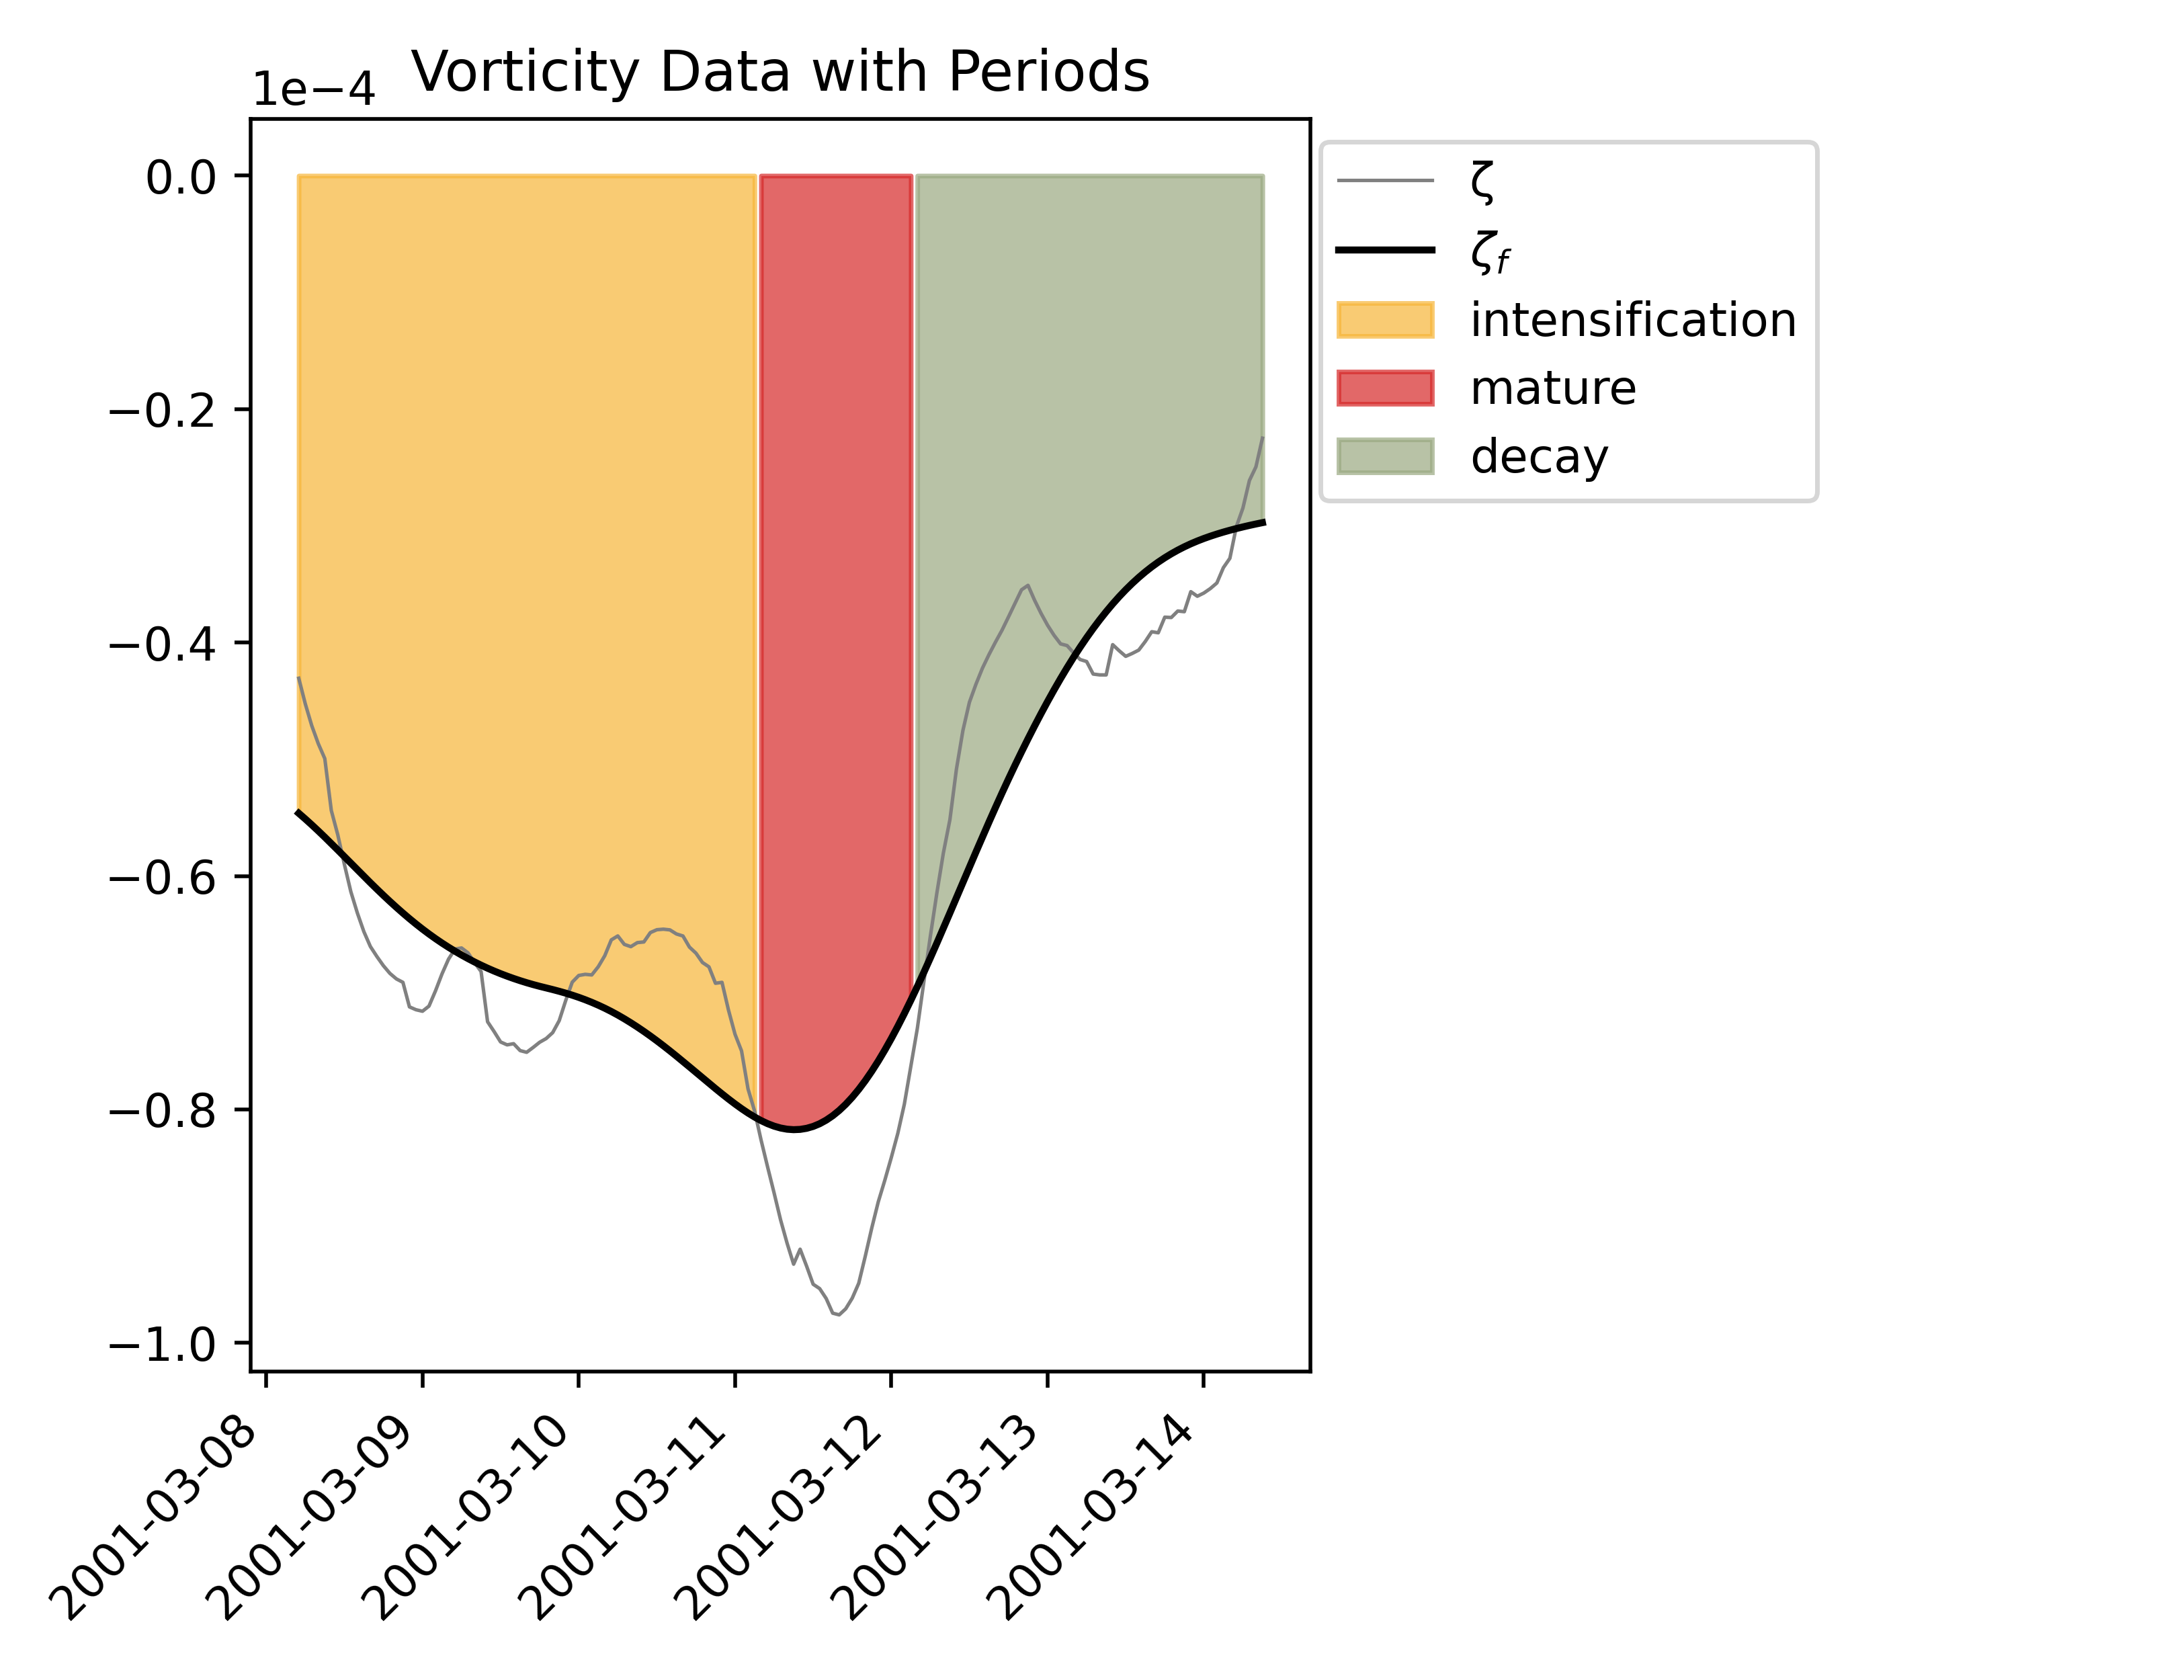 Vorticity Data with Periods
1e−4
0.0
−0.2
−0.4
−0.6
−0.8
−1.0
2001-03-08
2001-03-09
2001-03-10
2001-03-11
2001-03-12
2001-03-13
2001-03-14
ζ
ζf
intensification
mature
decay